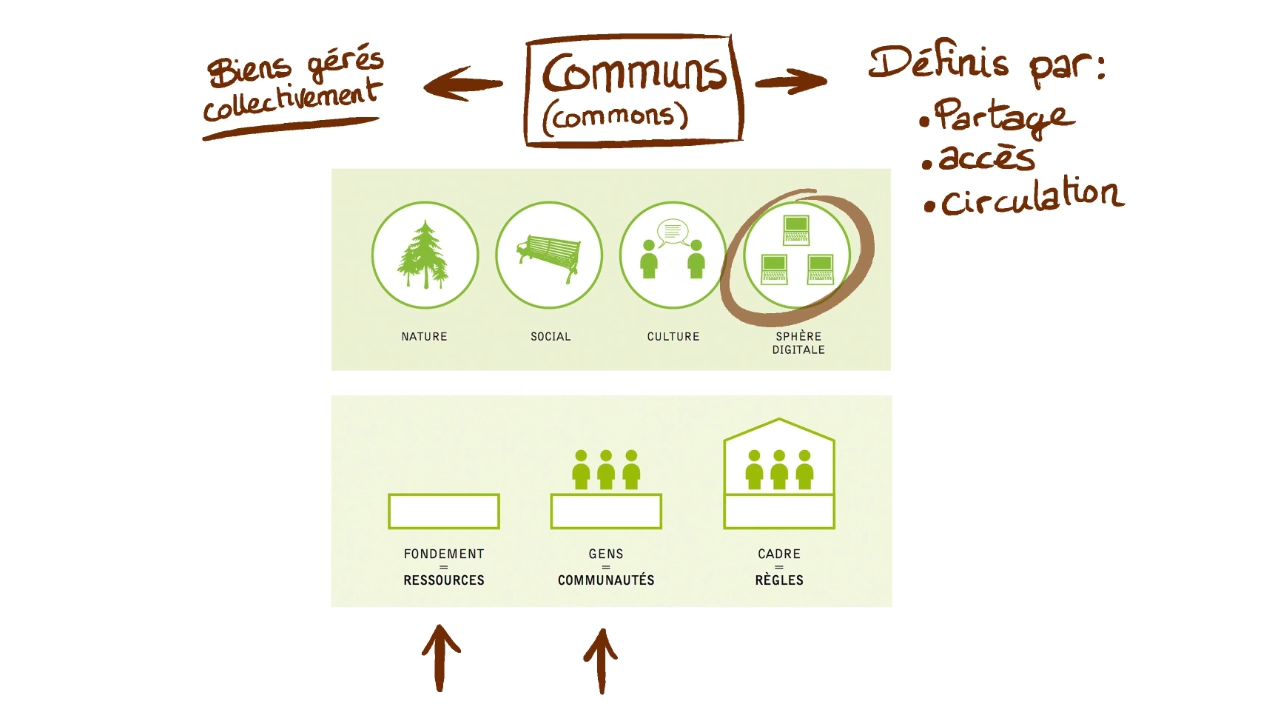 Biens gérés
collectivement
Communs
(commons)
Définis par:
• Partage
• accès
• Circulation
NATURE
SOCIAL
CULTURE
SPHÈRE
DIGITALE
FONDEMENT
=
RESSOURCES
GENS
=
COMMUNAUTÉS
CADRE
=
RÈGLES